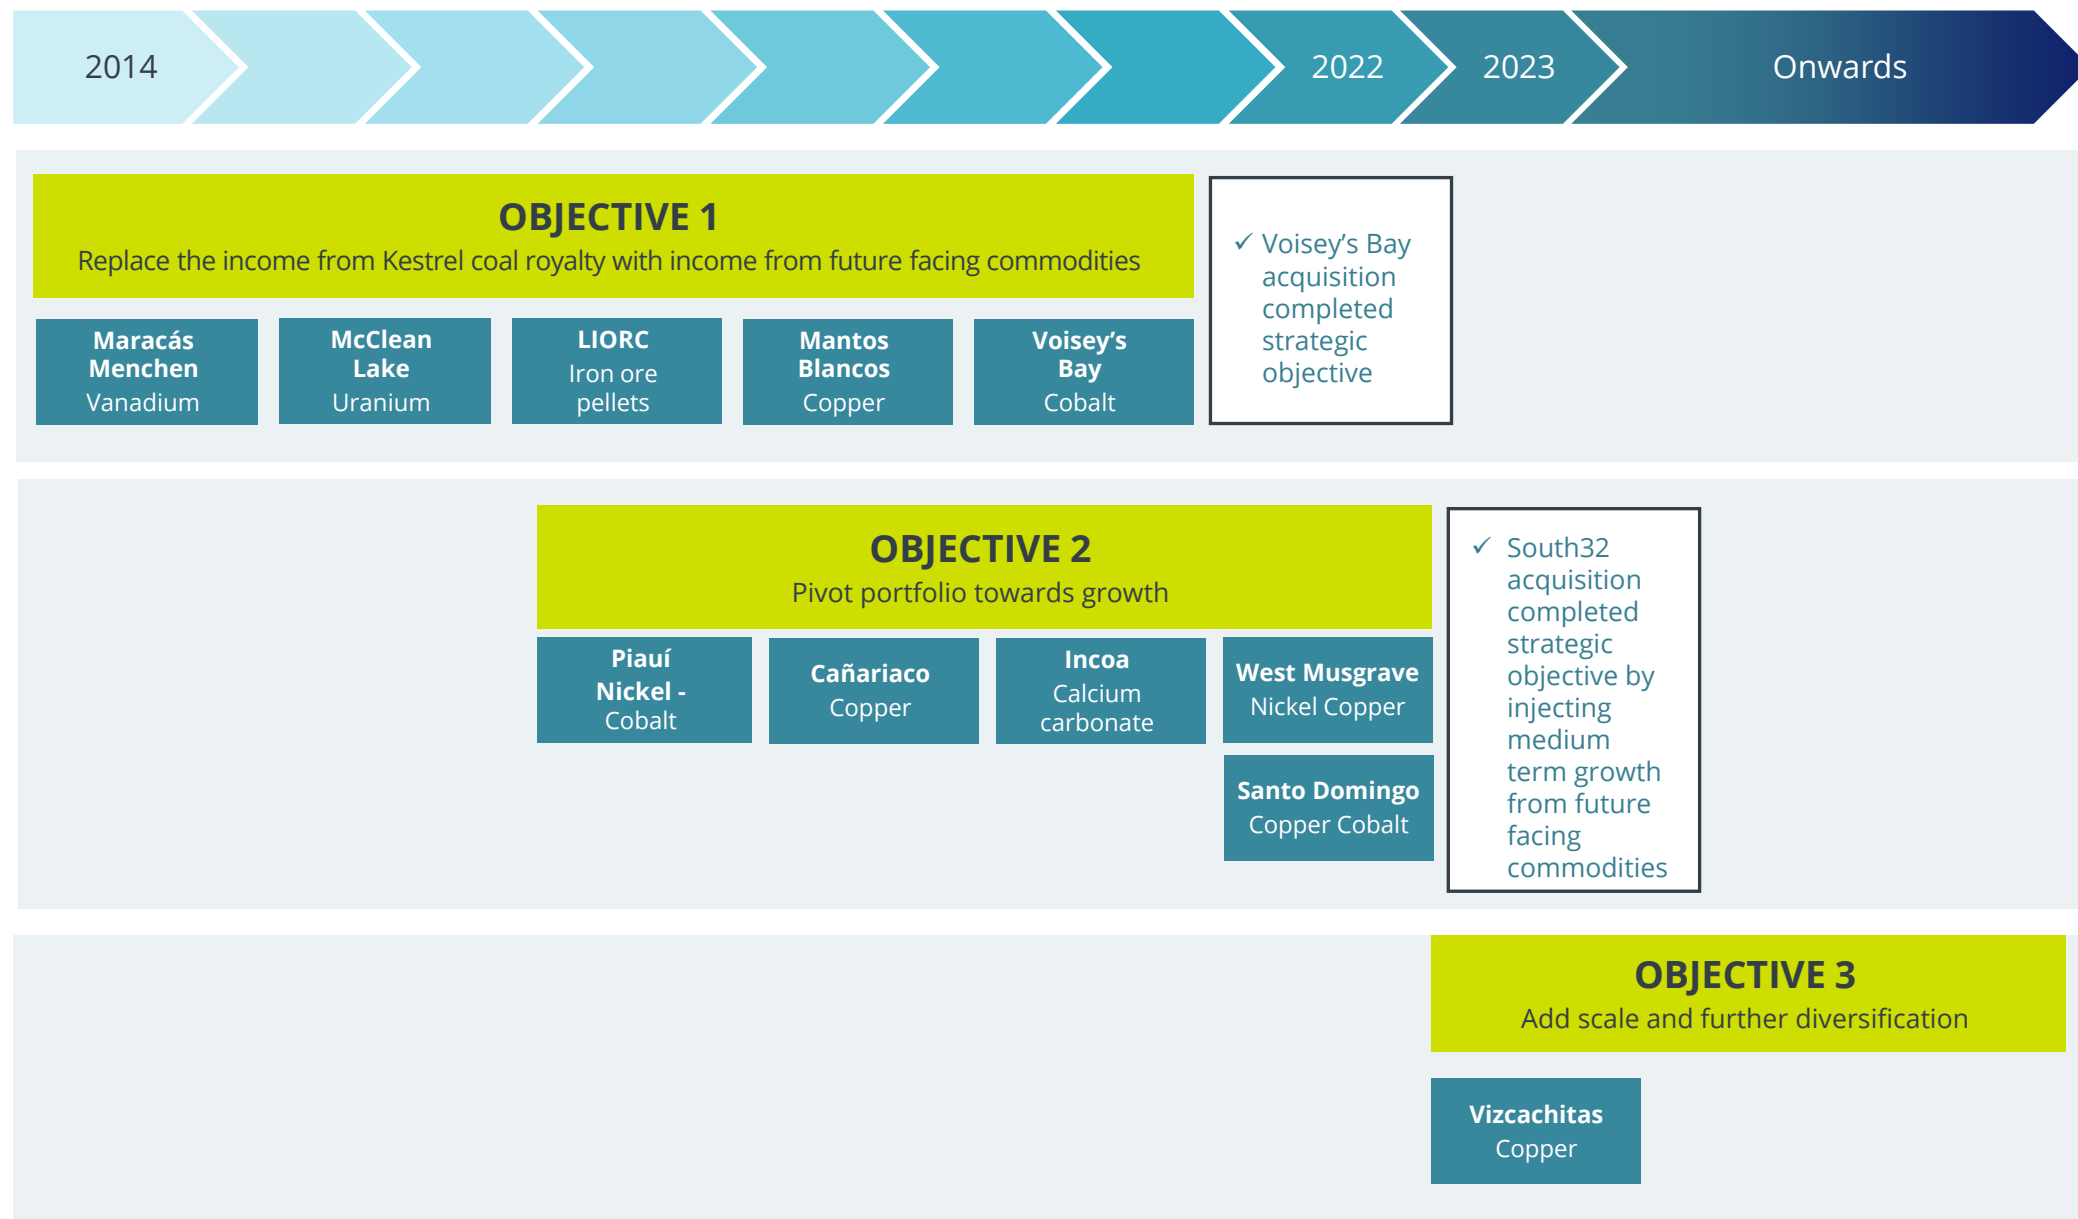 2014
2022
2023
Onwards
OBJECTIVE 1
Replace the income from Kestrel coal royalty with income from future facing commodities
Maracás
Menchen
Vanadium
McClean
Lake
Uranium
LIORC
Iron ore
pellets
Mantos
Blancos
Copper
Voisey’s
Bay
Cobalt
✓ Voisey’s Bay
acquisition
completed
strategic
objective
OBJECTIVE 2
Pivot portfolio towards growth
Piauí
Nickel -
Cobalt
Cañariaco
Copper
Incoa
Calcium
carbonate
West Musgrave
Nickel Copper
Santo Domingo
Copper Cobalt
✓ South32
acquisition
completed
strategic
objective by
injecting
medium
term growth
from future
facing
commodities
OBJECTIVE 3
Add scale and further diversification
Vizcachitas
Copper